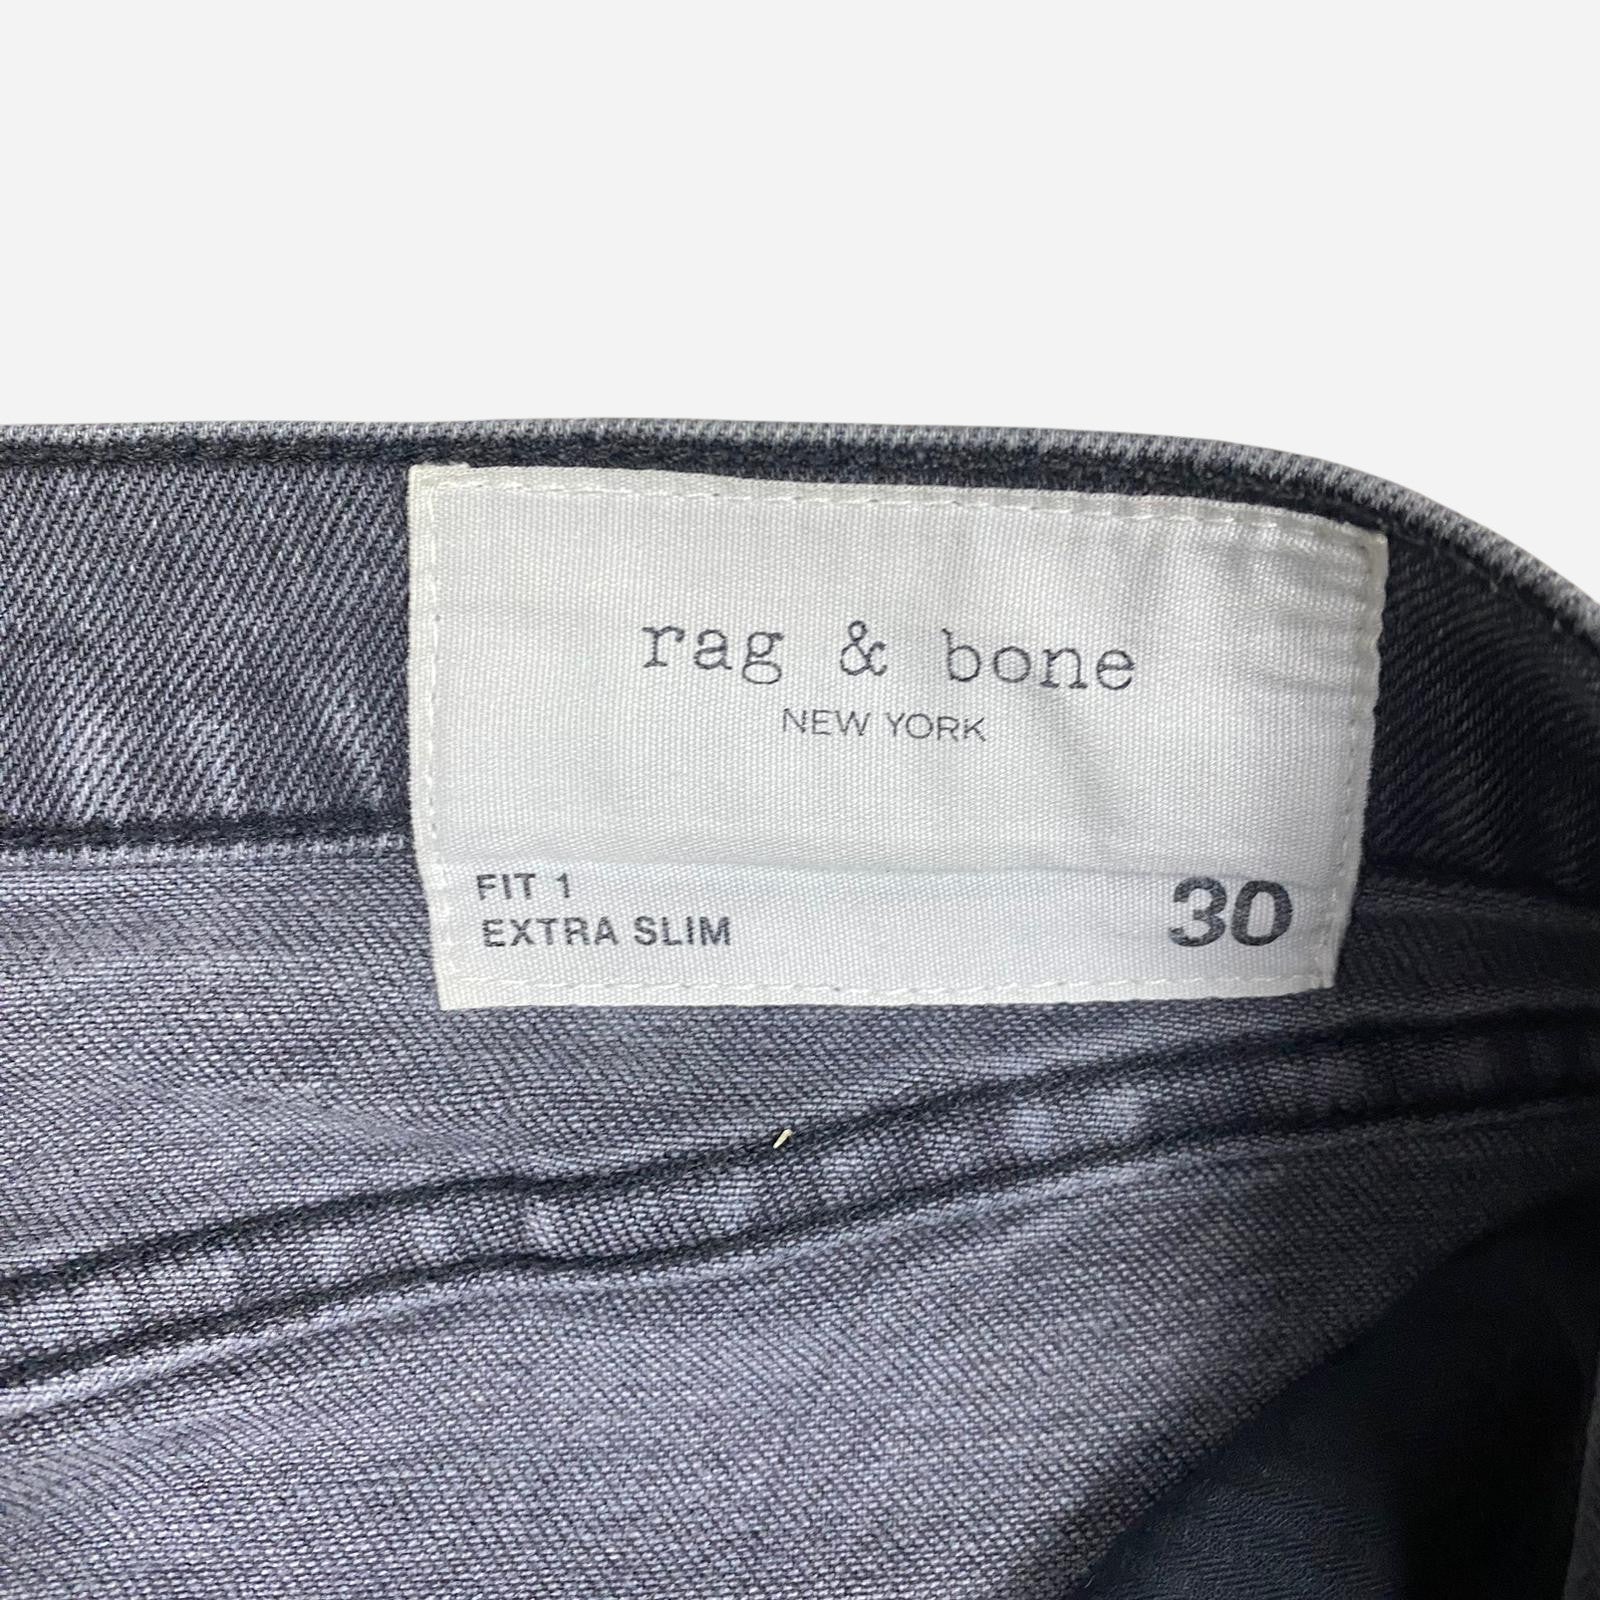 rag & bone
NEW YORK
FIT 1
EXTRA SLIM
30